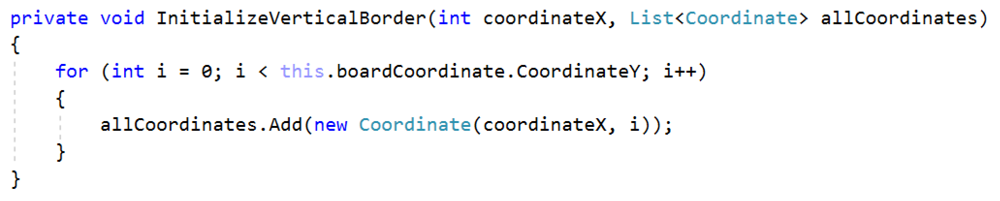 private void InitializeVerticalBorder(int coordinateX, List<Coordinate> allCoordinates)
{
    for (int i = 0; i < this.boardCoordinate.CoordinateY; i++)
    {
        allCoordinates.Add(new Coordinate(coordinateX, i));
    }
}